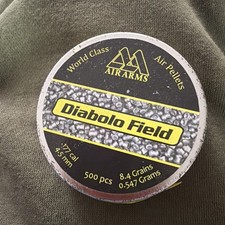 World Class
Air Pellets
AA
AIR ARMS
Diabolo Field
.177 cal
4.5 mm
500 pcs
8.4 Grains
0.547 Grams